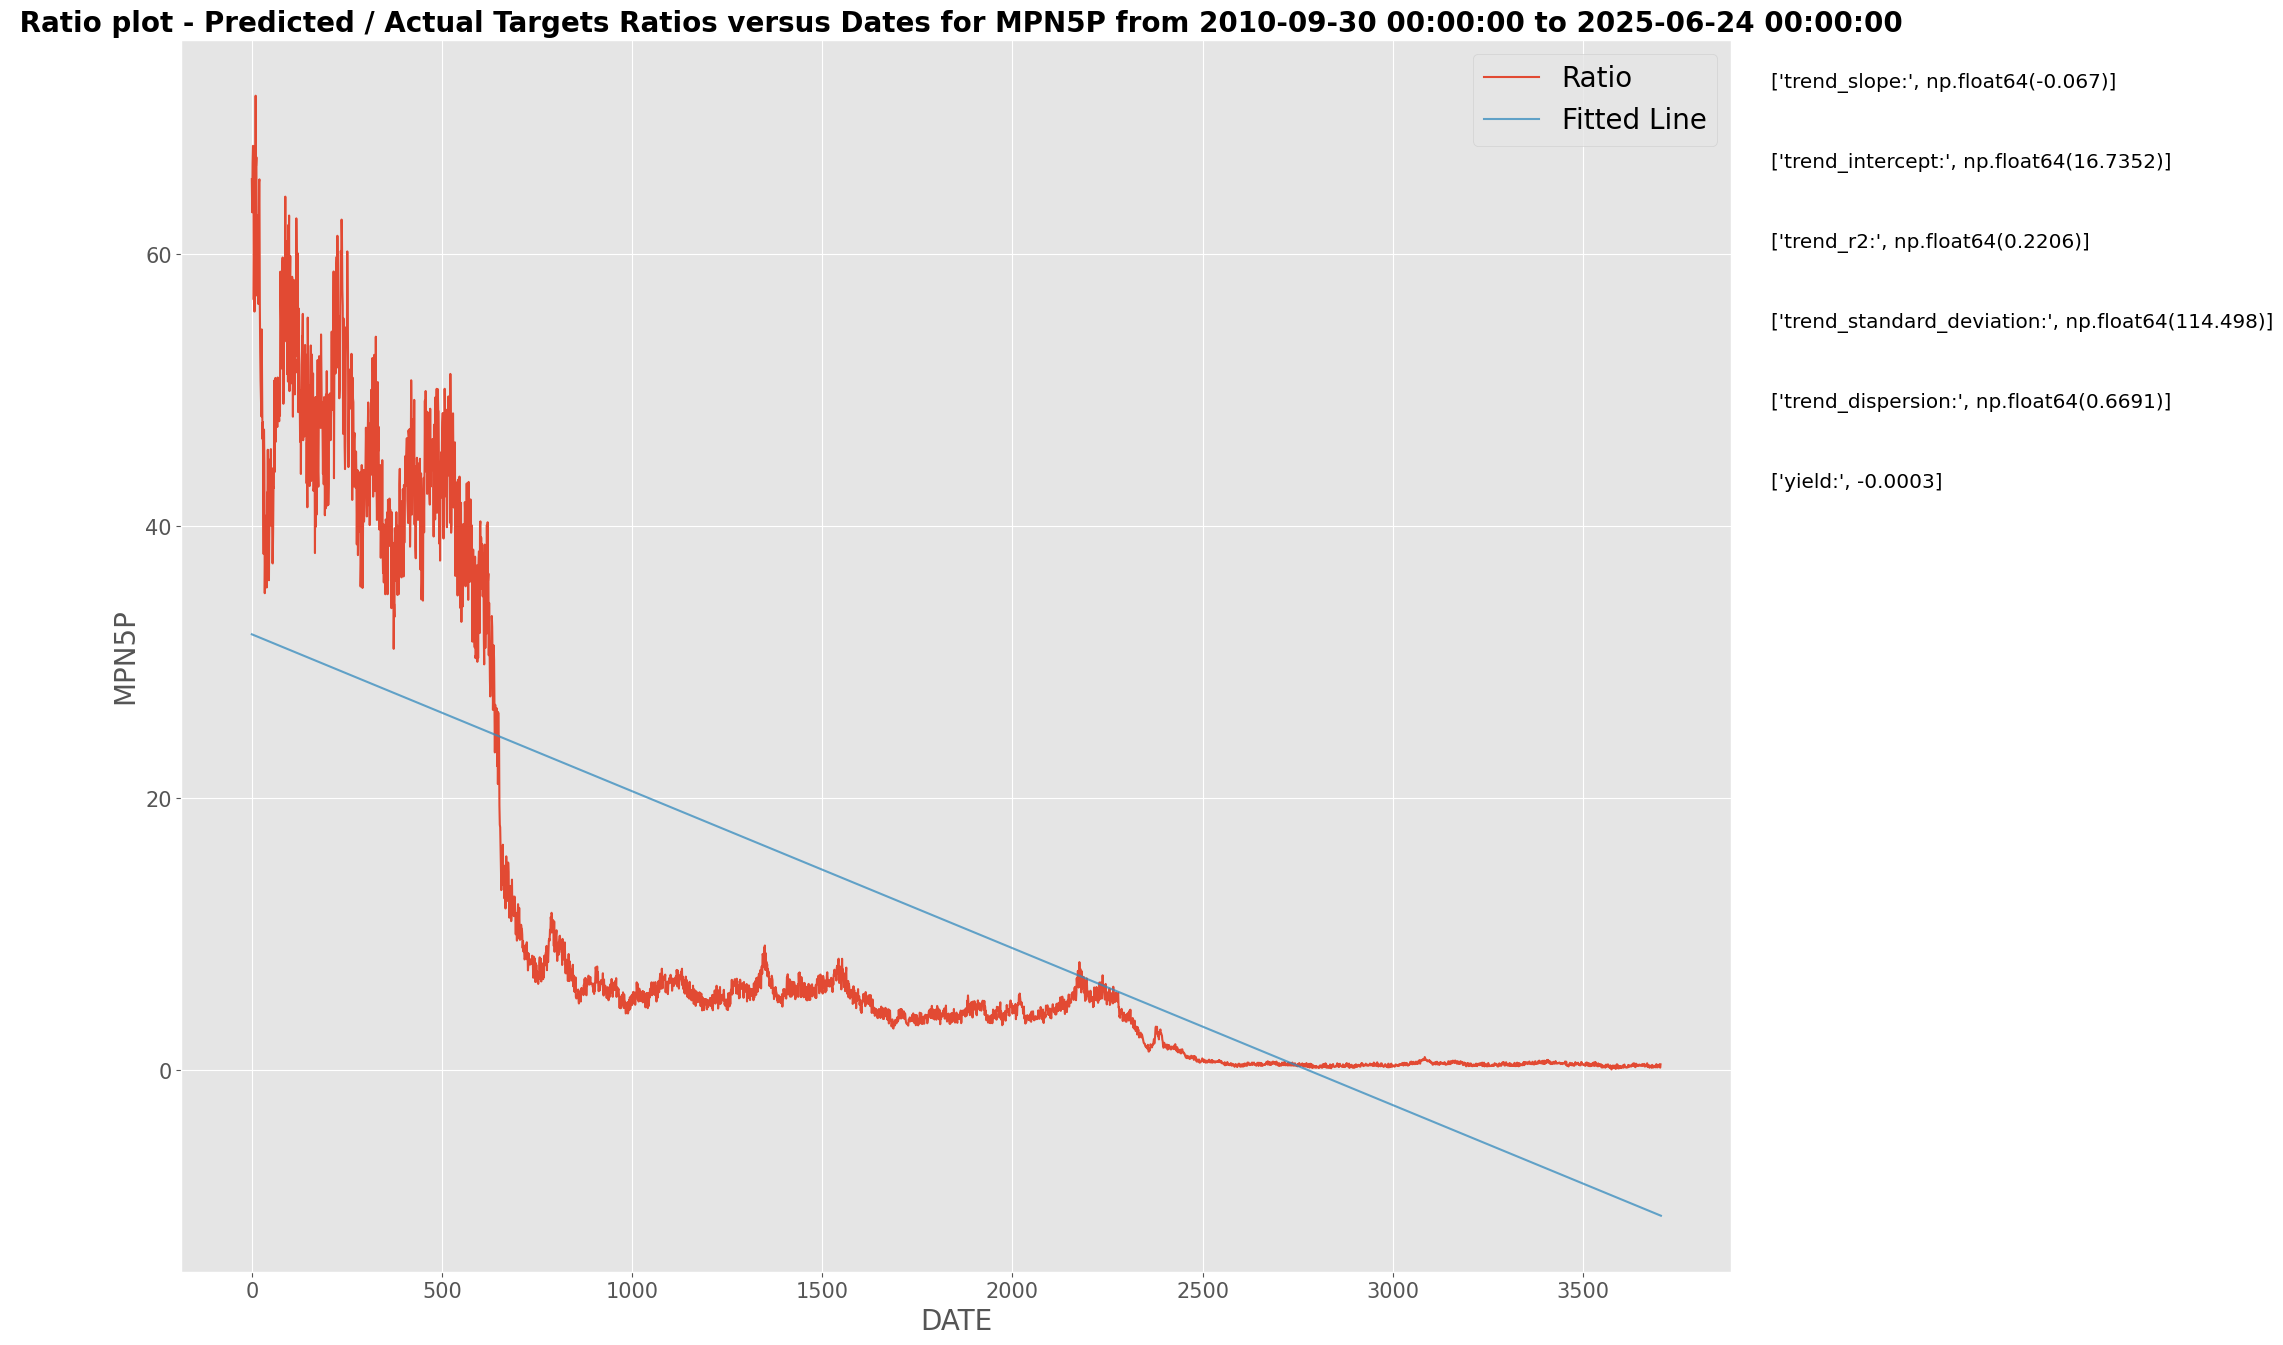 Ratio plot - Predicted / Actual Targets Ratios versus Dates for MPN5P from 2010-09-30 00:00:00 to 2025-06-24 00:00:00
Ratio
Fitted Line
['trend_slope:', np.float64(-0.067)]
['trend_intercept:', np.float64(16.7352)]
['trend_r2:', np.float64(0.2206)]
['trend_standard_deviation:', np.float64(114.498)]
['trend_dispersion:', np.float64(0.6691)]
['yield:', -0.0003]
MPN5P
60
40
20
0
0 500 1000 1500 2000 2500 3000 3500
DATE